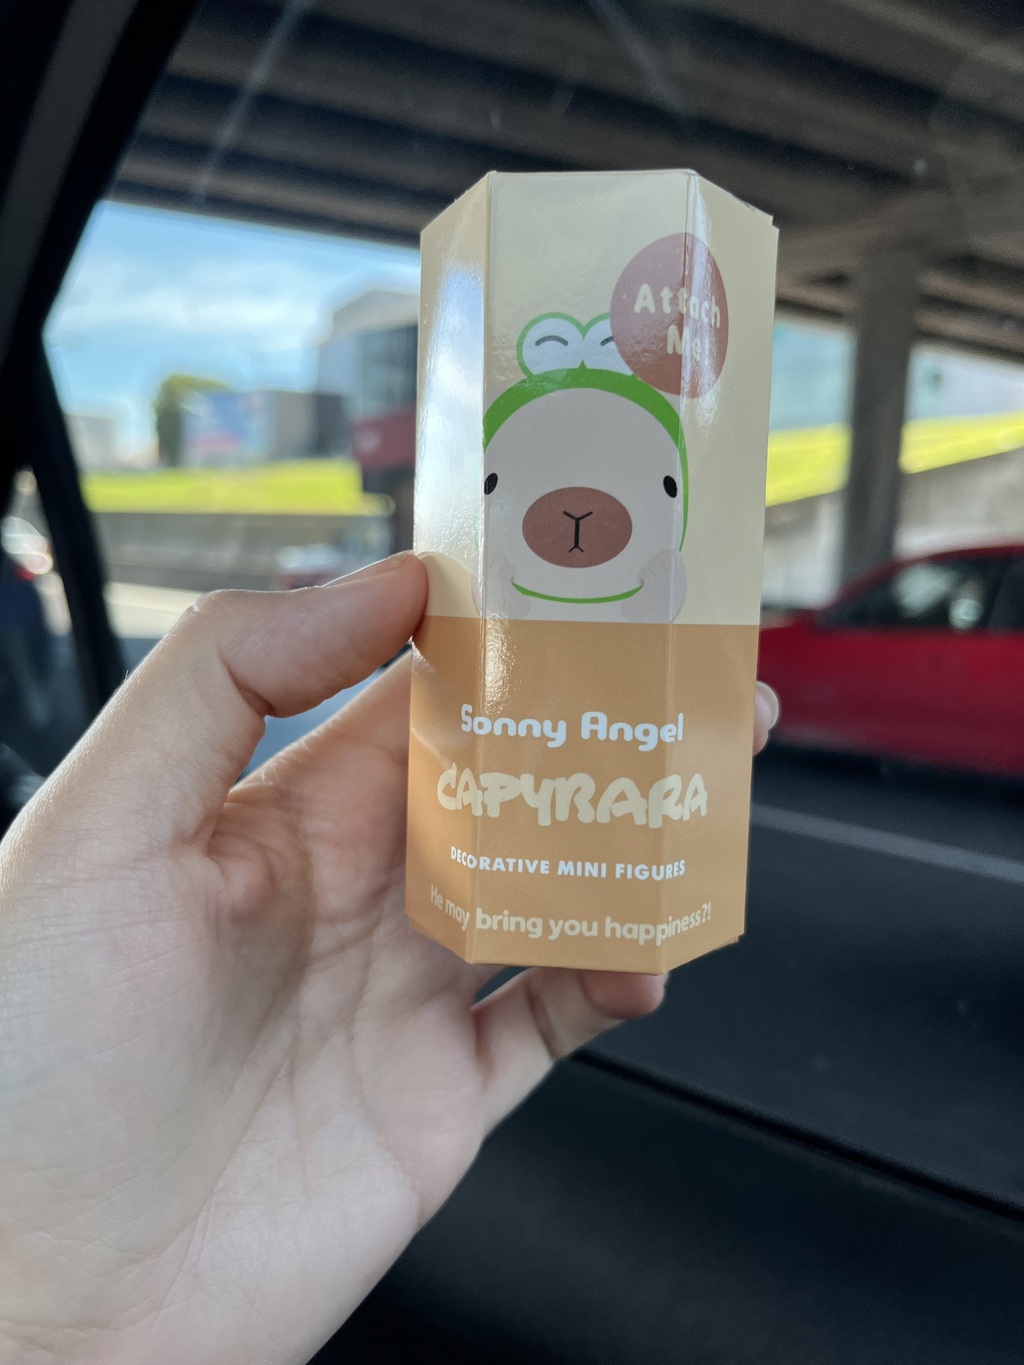 Attach
Me!
Sonny Angel
CAPYBARA
DECORATIVE MINI FIGURES
He may bring you happiness?!